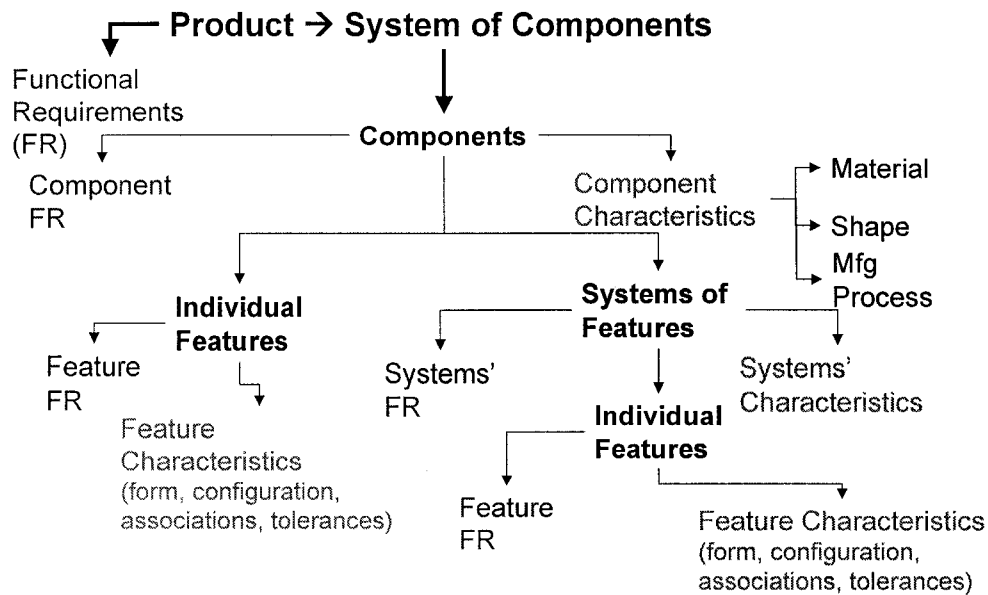 Product → System of Components
Functional
Requirements
(FR)
Components
Component
FR
Component
Characteristics
Material
Shape
Mfg
Process
Individual
Features
Systems of
Features
Feature
FR
Systems'
FR
Systems'
Characteristics
Feature
Characteristics
(form, configuration,
associations, tolerances)
Individual
Features
Feature
FR
Feature Characteristics
(form, configuration,
associations, tolerances)